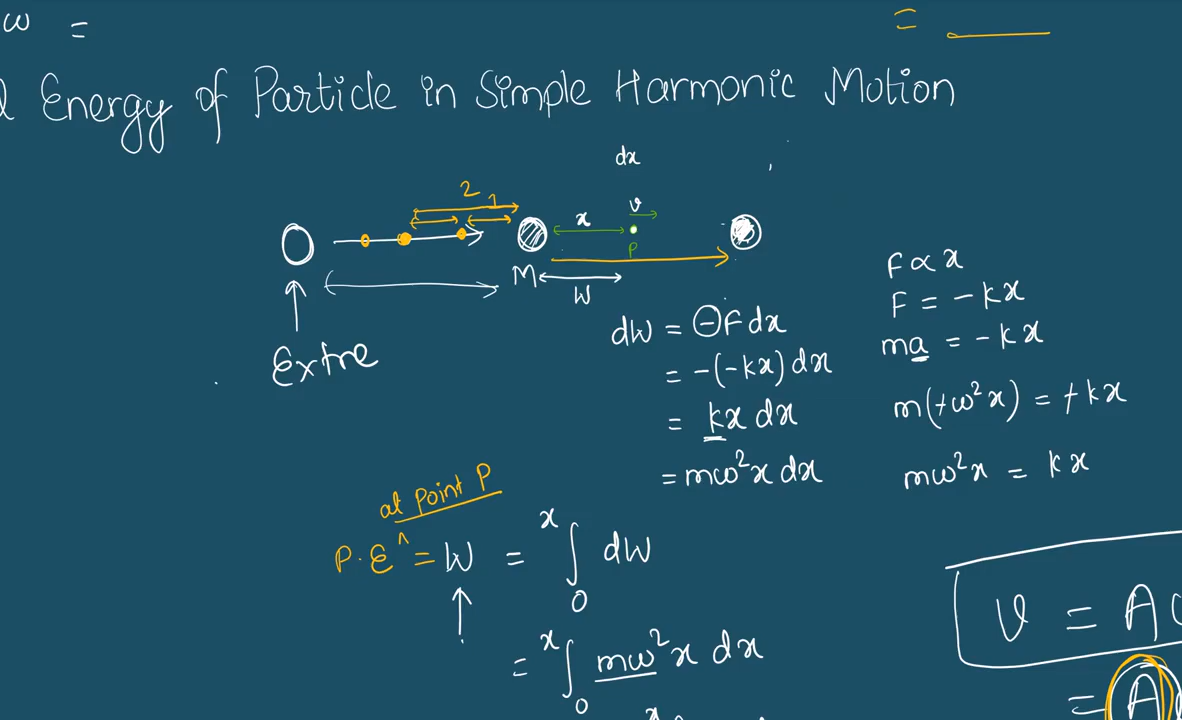 ω =
=
Energy of Particle in Simple Harmonic Motion
dx
2 1
x v
P
M
W
Extre
F ∝ x
F = -kx
ma = -kx
m(+ω²x) = +kx
mω²x = kx
dW = -F dx
= -(-kx) dx
= kx dx
= mω²x dx
at Point P
P.E ^ = W = ∫₀ˣ dW
= ∫₀ˣ mω²x dx
x
v = A
= A